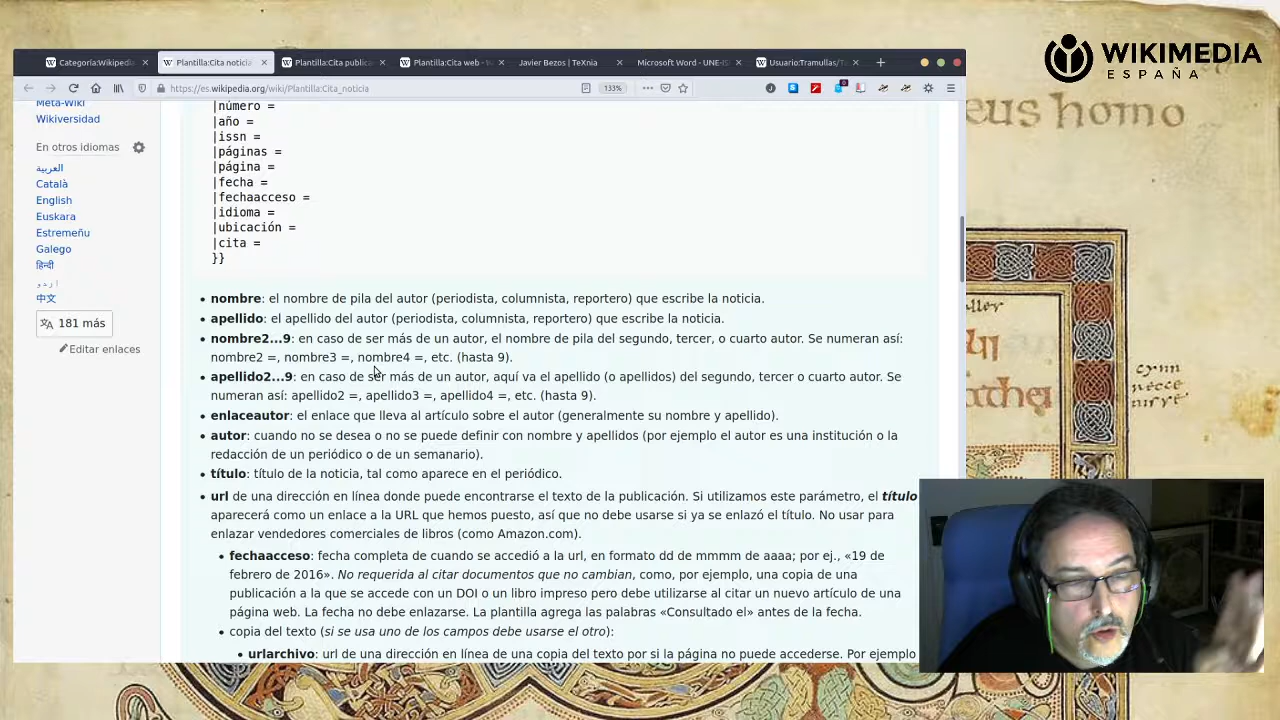 WIKIMEDIA
ESPAÑA
Categoría:Wikiped
Plantilla:Cita noticia
Plantilla:Cita public
Plantilla:Cita web - W
Javier Bezos | TeXnia
Microsoft Word - UNE-IS
Usuario:Tramullas/T
https://es.wikipedia.org/wiki/Plantilla:Cita_noticia
133%
eus homo
Meta-Wiki
Wikiversidad
En otros idiomas
العربية
Català
English
Euskara
Estremeñu
Galego
हिन्दी
اردو
中文
181 más
Editar enlaces
|número =
|año =
|issn =
|páginas =
|página =
|fecha =
|fechaacceso =
|idioma =
|ubicación =
|cita =
}}
• nombre: el nombre de pila del autor (periodista, columnista, reportero) que escribe la noticia.
• apellido: el apellido del autor (periodista, columnista, reportero) que escribe la noticia.
• nombre2...9: en caso de ser más de un autor, el nombre de pila del segundo, tercer, o cuarto autor. Se numeran así:
nombre2 =, nombre3 =, nombre4 =, etc. (hasta 9).
• apellido2...9: en caso de ser más de un autor, aquí va el apellido (o apellidos) del segundo, tercer o cuarto autor. Se
numeran así: apellido2 =, apellido3 =, apellido4 =, etc. (hasta 9).
• enlaceautor: el enlace que lleva al artículo sobre el autor (generalmente su nombre y apellido).
• autor: cuando no se desea o no se puede definir con nombre y apellidos (por ejemplo el autor es una institución o la
redacción de un periódico o de un semanario).
• título: título de la noticia, tal como aparece en el periódico.
• url de una dirección en línea donde puede encontrarse el texto de la publicación. Si utilizamos este parámetro, el título
aparecerá como un enlace a la URL que hemos puesto, así que no debe usarse si ya se enlazó el título. No usar para
enlazar vendedores comerciales de libros (como Amazon.com).
• fechaacceso: fecha completa de cuando se accedió a la url, en formato dd de mmmm de aaaa; por ej., «19 de
febrero de 2016». No requerida al citar documentos que no cambian, como, por ejemplo, una copia de una
publicación a la que se accede con un DOI o un libro impreso pero debe utilizarse al citar un nuevo artículo de una
página web. La fecha no debe enlazarse. La plantilla agrega las palabras «Consultado el» antes de la fecha.
• copia del texto (si se usa uno de los campos debe usarse el otro):
• urlarchivo: url de una dirección en línea de una copia del texto por si la página no puede accederse. Por ejemplo